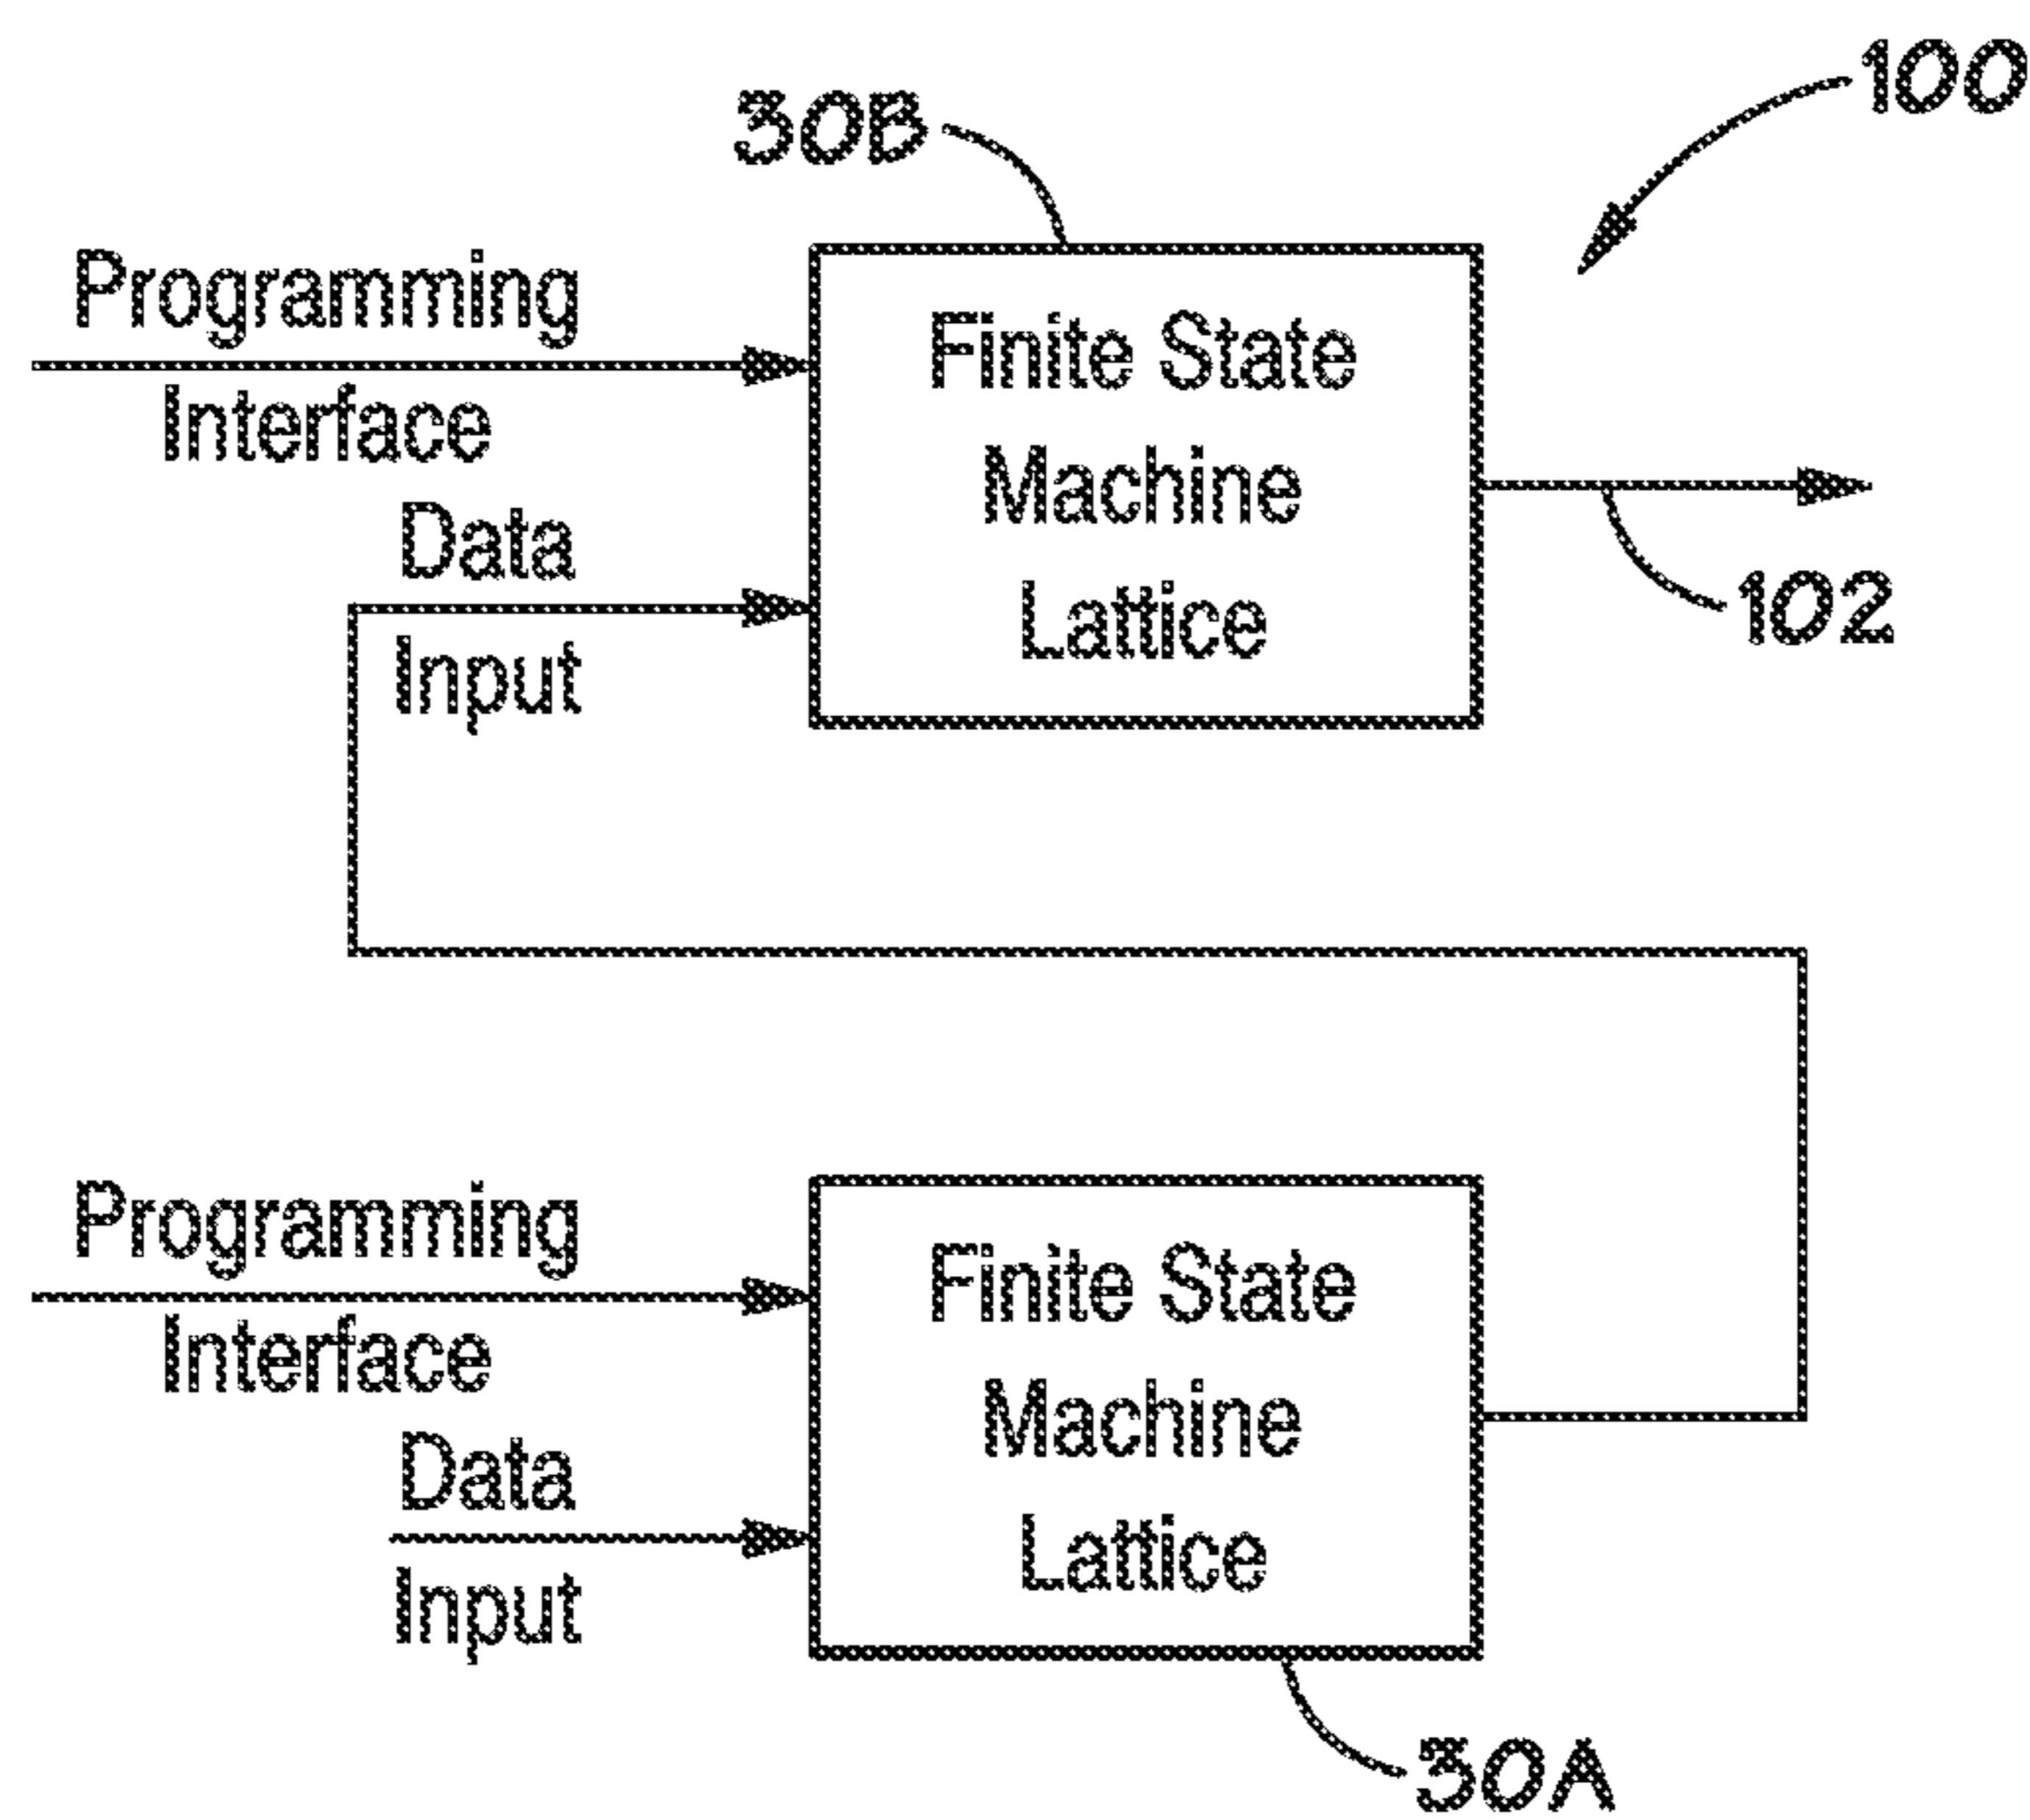 100
30B
Programming
Interface
Data
Input
Finite State
Machine
Lattice
102
Programming
Interface
Data
Input
Finite State
Machine
Lattice
30A